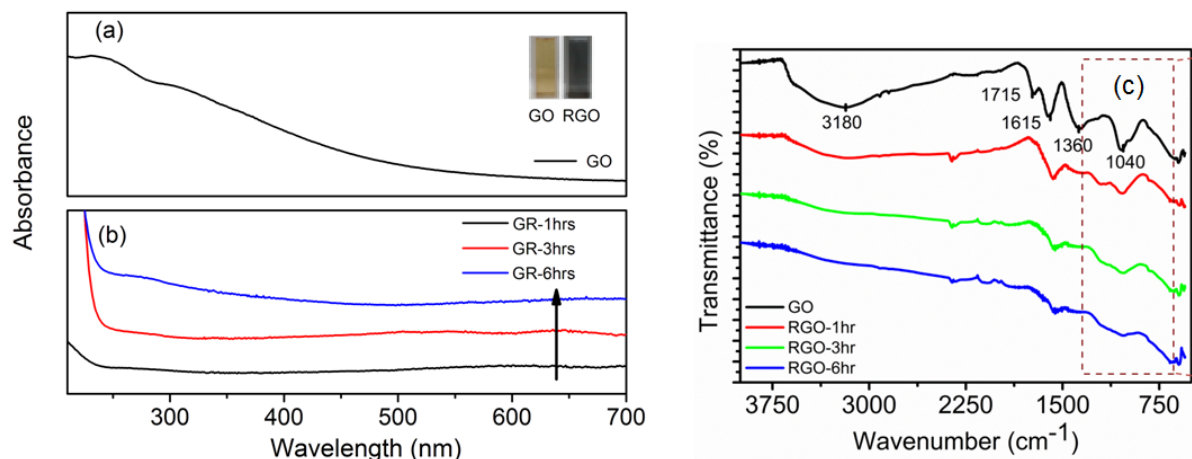 (a)
GO RGO
GO
Absorbance
(b)
GR-1hrs
GR-3hrs
GR-6hrs
300 400 500 600 700
Wavelength (nm)
(c)
3180
1715
1615
1360
1040
Transmittance (%)
GO
RGO-1hr
RGO-3hr
RGO-6hr
3750 3000 2250 1500 750
Wavenumber (cm⁻¹)